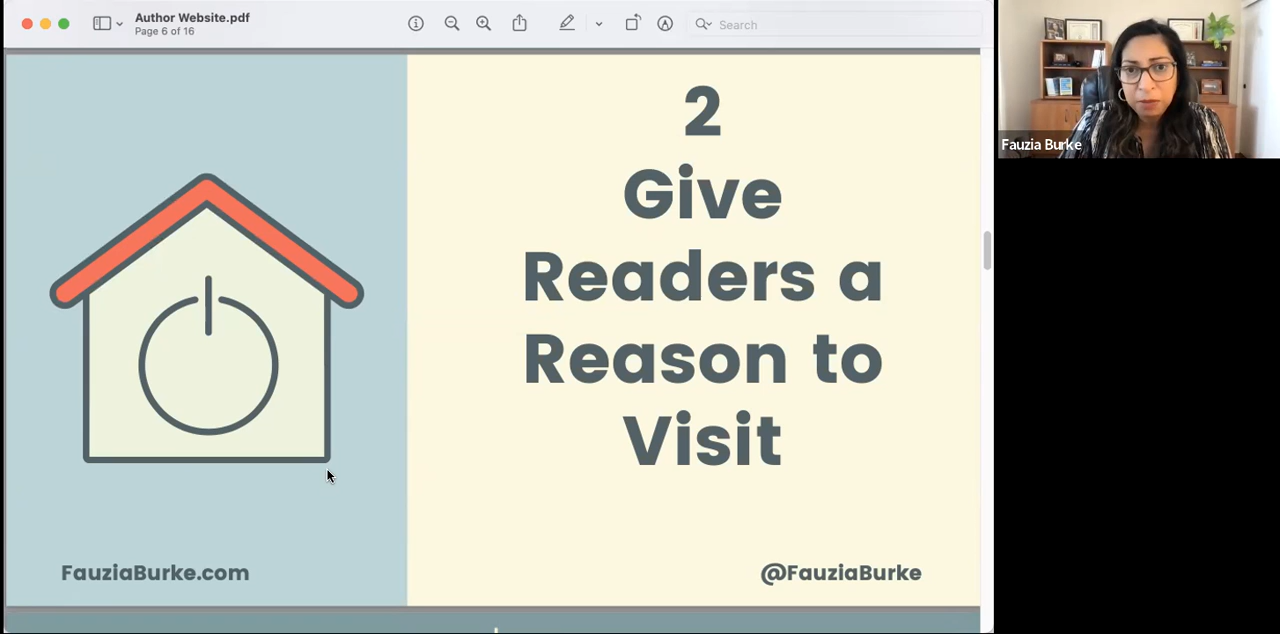 Author Website.pdf
Page 6 of 16
Search
2
Give
Readers a
Reason to
Visit
FauziaBurke.com
@FauziaBurke
Fauzia Burke